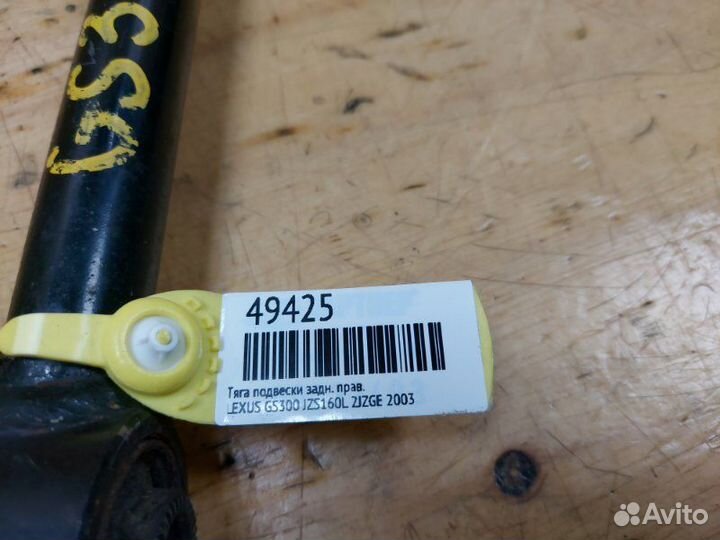 GS3
49425
Тяга подвески задн. прав.
LEXUS GS300 JZS160L 2JZGE 2003
Avito